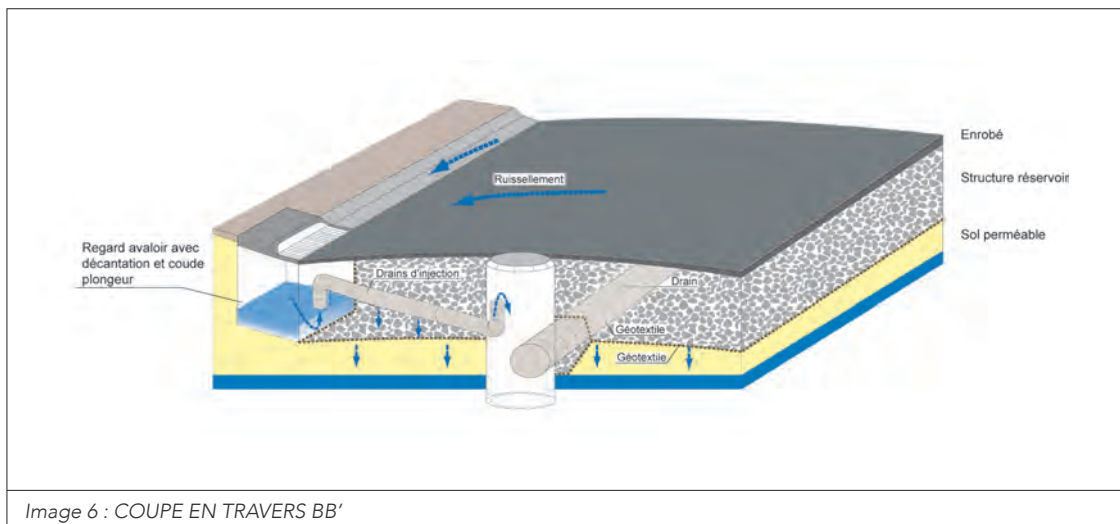 Enrobé
Structure réservoir
Sol perméable
Ruissellement
Regard avaloir avec
décantation et coude
plongeur
Drains d'injection
Drain
Géotextile
Géotextile
Image 6 : COUPE EN TRAVERS BB'